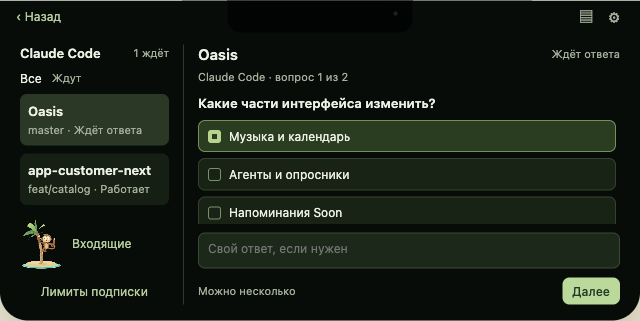 ‹ Назад
Claude Code
1 ждёт
Все
Ждут
Oasis
master · Ждёт ответа
app-customer-next
feat/catalog · Работает
Входящие
Лимиты подписки
Oasis
Ждёт ответа
Claude Code · вопрос 1 из 2
Какие части интерфейса изменить?
Музыка и календарь
Агенты и опросники
Напоминания Soon
Свой ответ, если нужен
Можно несколько
Далее